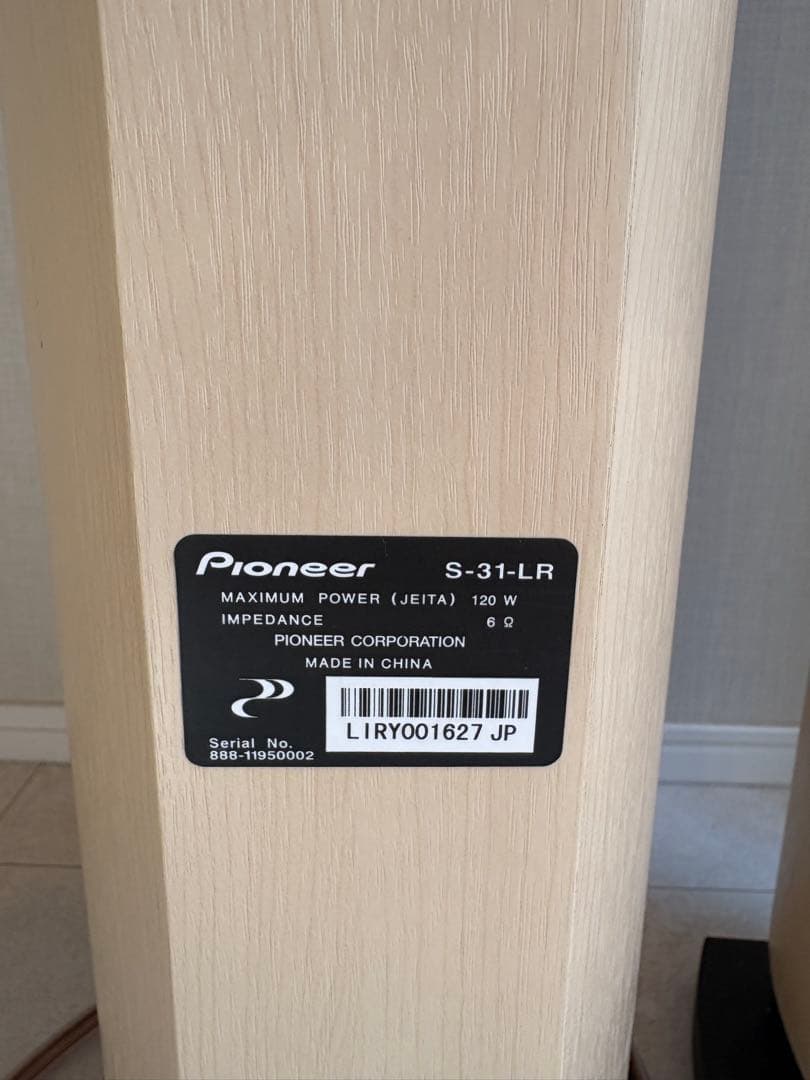 Pioneer S-31-LR
MAXIMUM POWER (JEITA) 120 W
IMPEDANCE 6 Ω
PIONEER CORPORATION
MADE IN CHINA
LIRY001627 JP
Serial No.
888-11950002